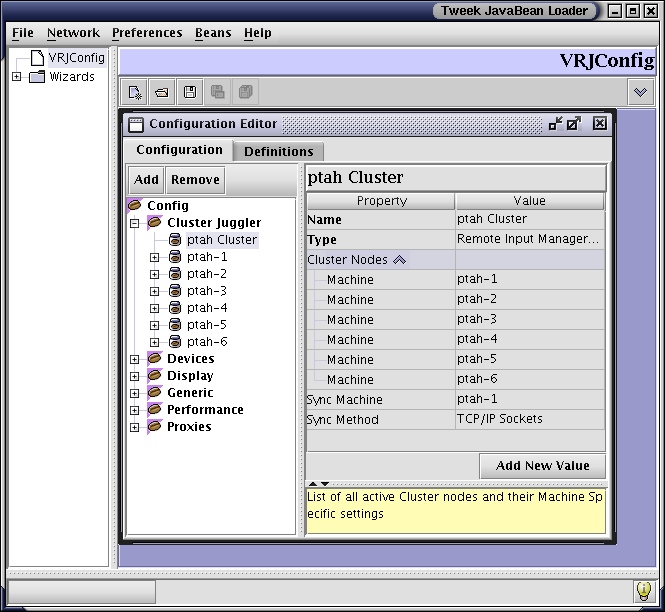 Tweek JavaBean Loader
File Network Preferences Beans Help
VRJConfig
Wizards
VRJConfig
Configuration Editor
Configuration Definitions
Add Remove
Config
Cluster Juggler
ptah Cluster
ptah-1
ptah-2
ptah-3
ptah-4
ptah-5
ptah-6
Devices
Display
Generic
Performance
Proxies
ptah Cluster
Property Value
Name ptah Cluster
Type Remote Input Manager...
Cluster Nodes
Machine ptah-1
Machine ptah-2
Machine ptah-3
Machine ptah-4
Machine ptah-5
Machine ptah-6
Sync Machine ptah-1
Sync Method TCP/IP Sockets
Add New Value
List of all active Cluster nodes and their Machine Sp
ecific settings